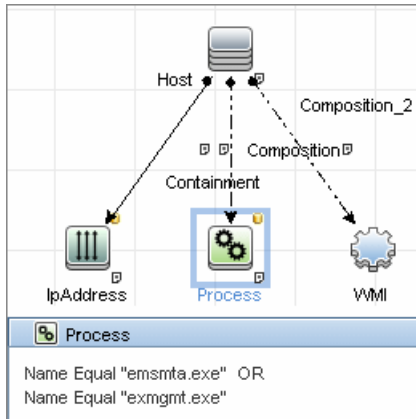 Host
Composition_2
Composition
Containment
IpAddress
Process
WMI
Process
Name Equal "emsmta.exe" OR
Name Equal "exmgmt.exe"